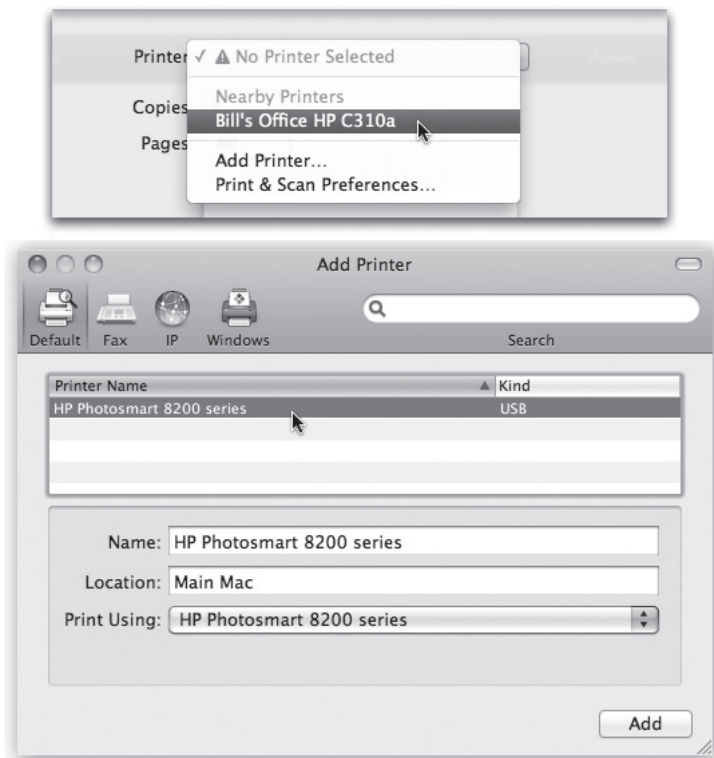 Printer ✓ ⚠ No Printer Selected
Copies
Nearby Printers
Bill's Office HP C310a
Pages
Add Printer...
Print & Scan Preferences...
Add Printer
Default Fax IP Windows
Search
Printer Name Kind
HP Photosmart 8200 series USB
Name: HP Photosmart 8200 series
Location: Main Mac
Print Using: HP Photosmart 8200 series
Add